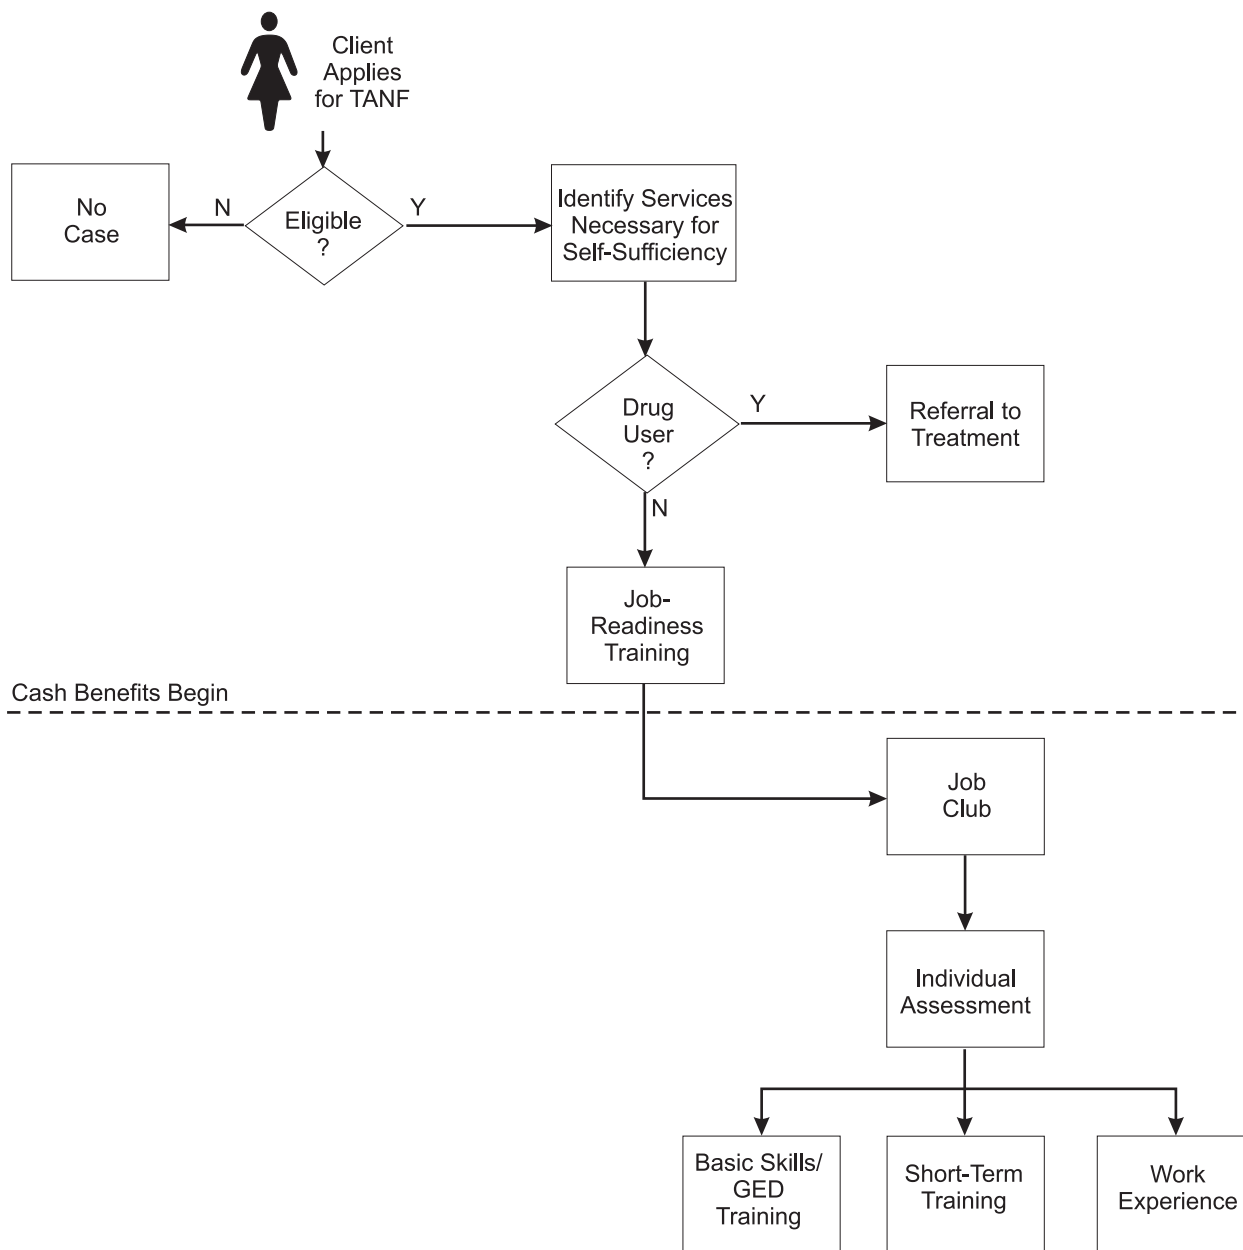 Client
Applies
for TANF
No
Case
N
Eligible
?
Y
Identify Services
Necessary for
Self-Sufficiency
Drug
User
?
Y
Referral to
Treatment
N
Job-
Readiness
Training
Cash Benefits Begin
Job
Club
Individual
Assessment
Basic Skills/
GED
Training
Short-Term
Training
Work
Experience